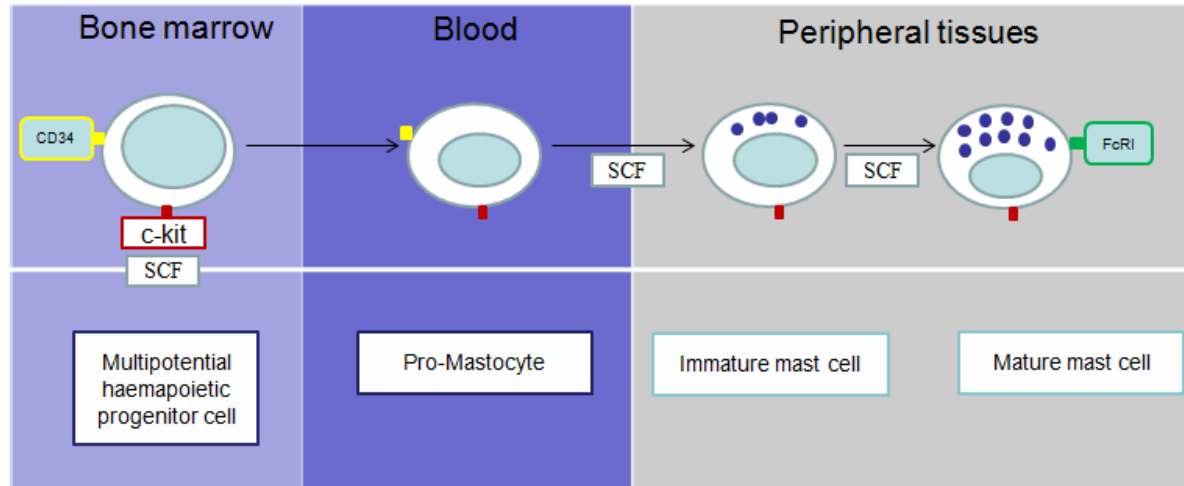 Bone marrow
Blood
Peripheral tissues
CD34
c-kit
SCF
SCF
SCF
FcRI
Multipotential
haemapoietic
progenitor cell
Pro-Mastocyte
Immature mast cell
Mature mast cell